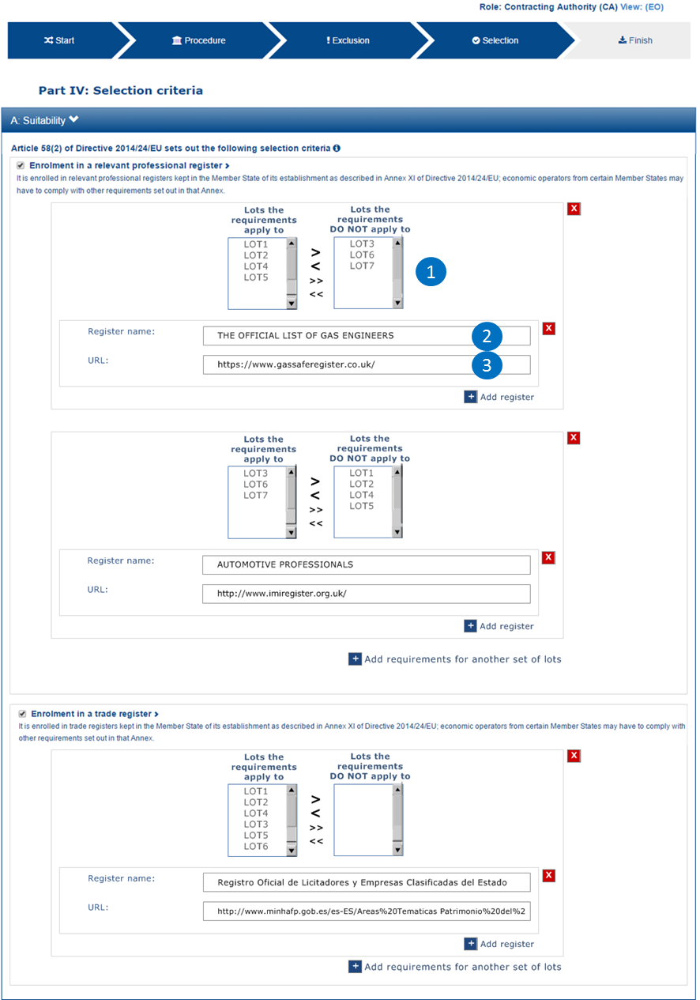 Role: Contracting Authority (CA) View: (EO)
Start
Procedure
Exclusion
Selection
Finish
Part IV: Selection criteria
A: Suitability
Article 58(2) of Directive 2014/24/EU sets out the following selection criteria
Enrolment in a relevant professional register >
It is enrolled in relevant professional registers kept in the Member State of its establishment as described in Annex XI of Directive 2014/24/EU; economic operators from certain Member States may
have to comply with other requirements set out in that Annex.
Lots the
requirements
apply to
Lots the
requirements
DO NOT apply to
X
LOT1
LOT2
LOT4
LOT5
>
<
>>
<<
LOT3
LOT6
LOT7
1
Register name:
THE OFFICIAL LIST OF GAS ENGINEERS
2
X
URL:
https://www.gassaferegister.co.uk/
3
+ Add register
Lots the
requirements
apply to
Lots the
requirements
DO NOT apply to
X
LOT3
LOT6
LOT7
>
<
>>
<<
LOT1
LOT2
LOT4
LOT5
Register name:
AUTOMOTIVE PROFESSIONALS
X
URL:
http://www.imiregister.org.uk/
+ Add register
+ Add requirements for another set of lots
Enrolment in a trade register >
It is enrolled in trade registers kept in the Member State of its establishment as described in Annex XI of Directive 2014/24/EU; economic operators from certain Member States may have to comply with
other requirements set out in that Annex.
Lots the
requirements
apply to
Lots the
requirements
DO NOT apply to
X
LOT1
LOT2
LOT4
LOT3
LOT5
LOT6
>
<
>>
<<
Register name:
Registro Oficial de Licitadores y Empresas Clasificadas del Estado
X
URL:
http://www.minhafp.gob.es/es-ES/Areas%20Tematicas Patrimonio%20del%2
+ Add register
+ Add requirements for another set of lots